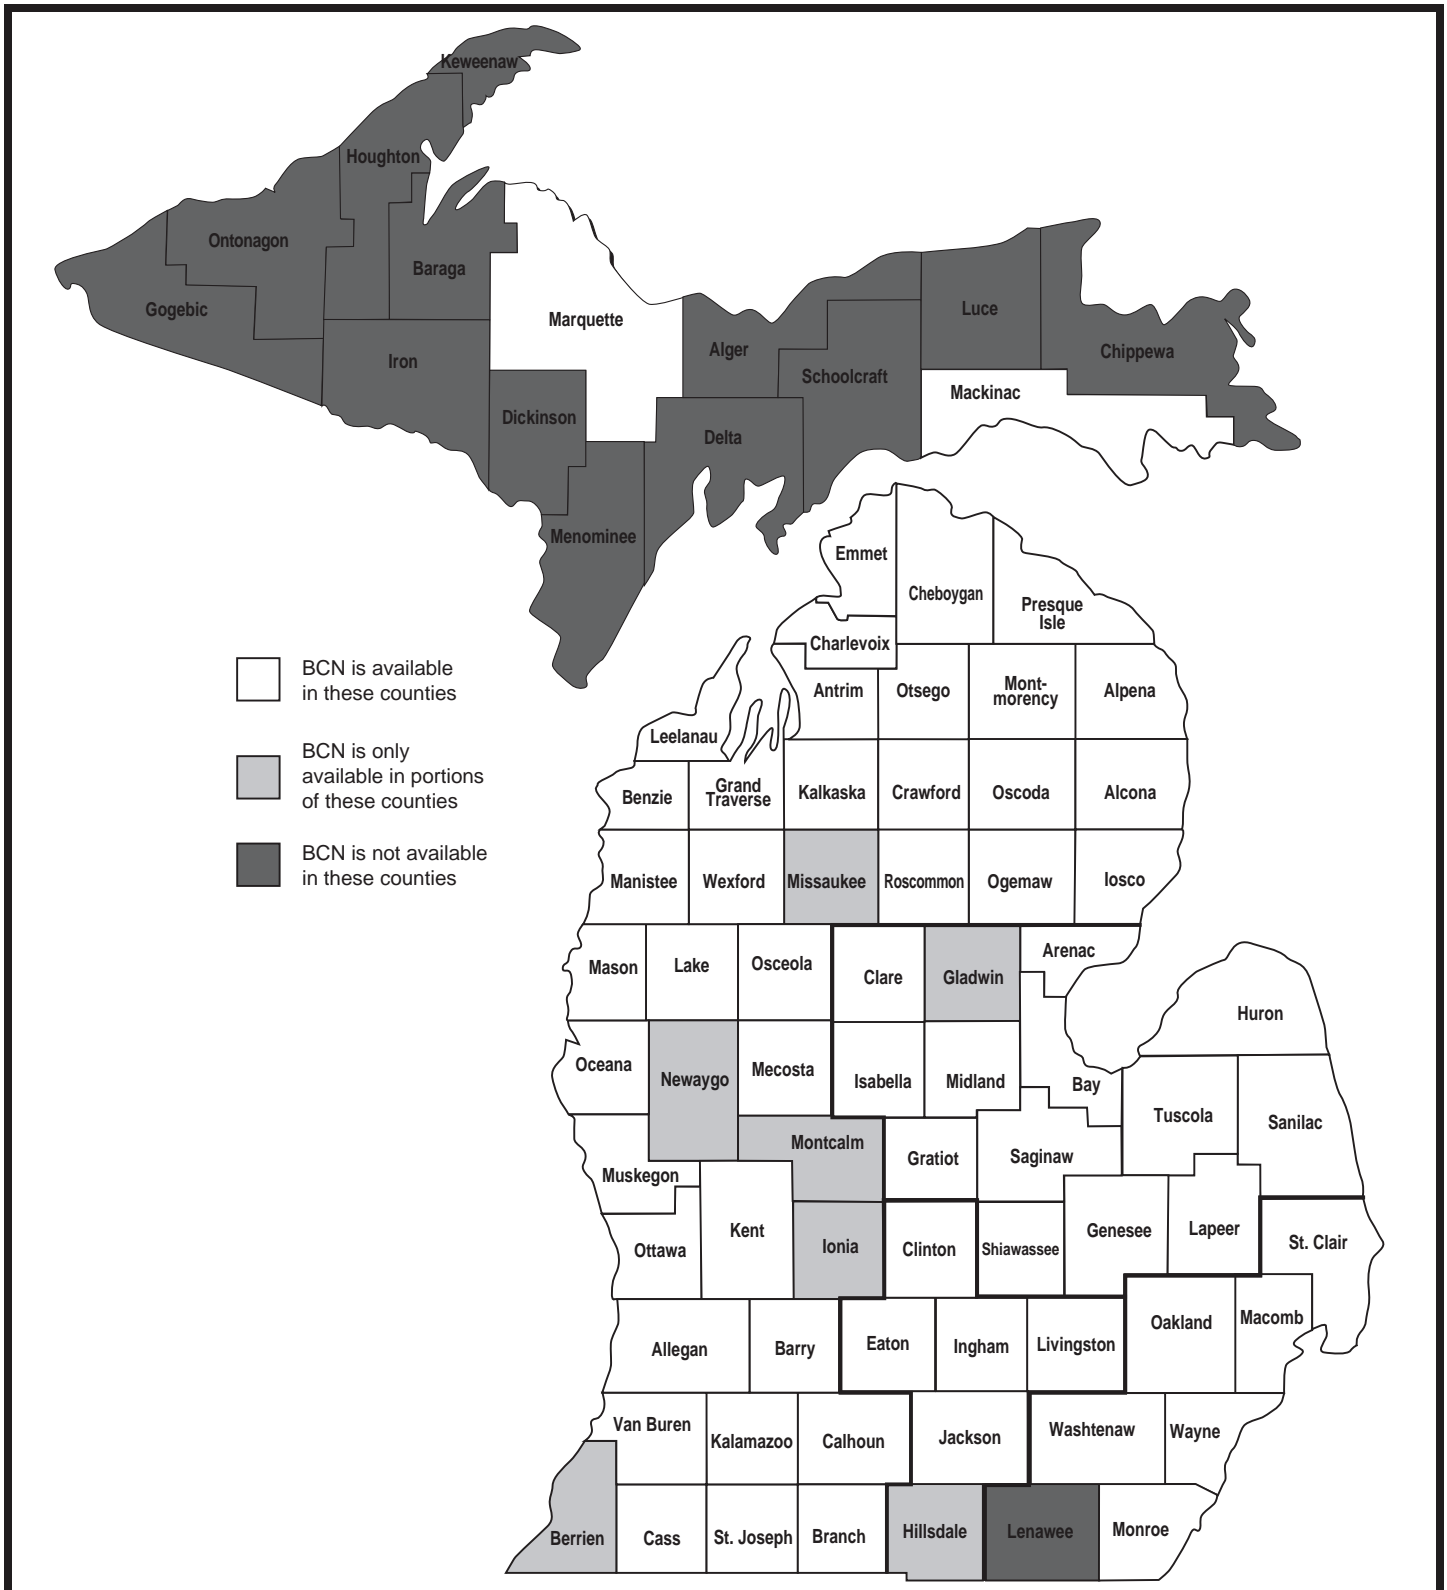 Keweenaw
Houghton
Ontonagon
Baraga
Gogebic
Marquette
Luce
Alger
Chippewa
Iron
Schoolcraft
Mackinac
Dickinson
Delta
Menominee
Emmet
Cheboygan
Presque
Isle
Charlevoix
BCN is available
in these counties
BCN is only
available in portions
of these counties
BCN is not available
in these counties
Antrim
Otsego
Mont-
morency
Alpena
Leelanau
Benzie
Grand
Traverse
Kalkaska
Crawford
Oscoda
Alcona
Manistee
Wexford
Missaukee
Roscommon
Ogemaw
Iosco
Mason
Lake
Osceola
Clare
Gladwin
Arenac
Huron
Oceana
Newaygo
Mecosta
Isabella
Midland
Bay
Tuscola
Sanilac
Muskegon
Montcalm
Gratiot
Saginaw
Ottawa
Kent
Ionia
Clinton
Shiawassee
Genesee
Lapeer
St. Clair
Allegan
Barry
Eaton
Ingham
Livingston
Oakland
Macomb
Van Buren
Kalamazoo
Calhoun
Jackson
Washtenaw
Wayne
Berrien
Cass
St. Joseph
Branch
Hillsdale
Lenawee
Monroe